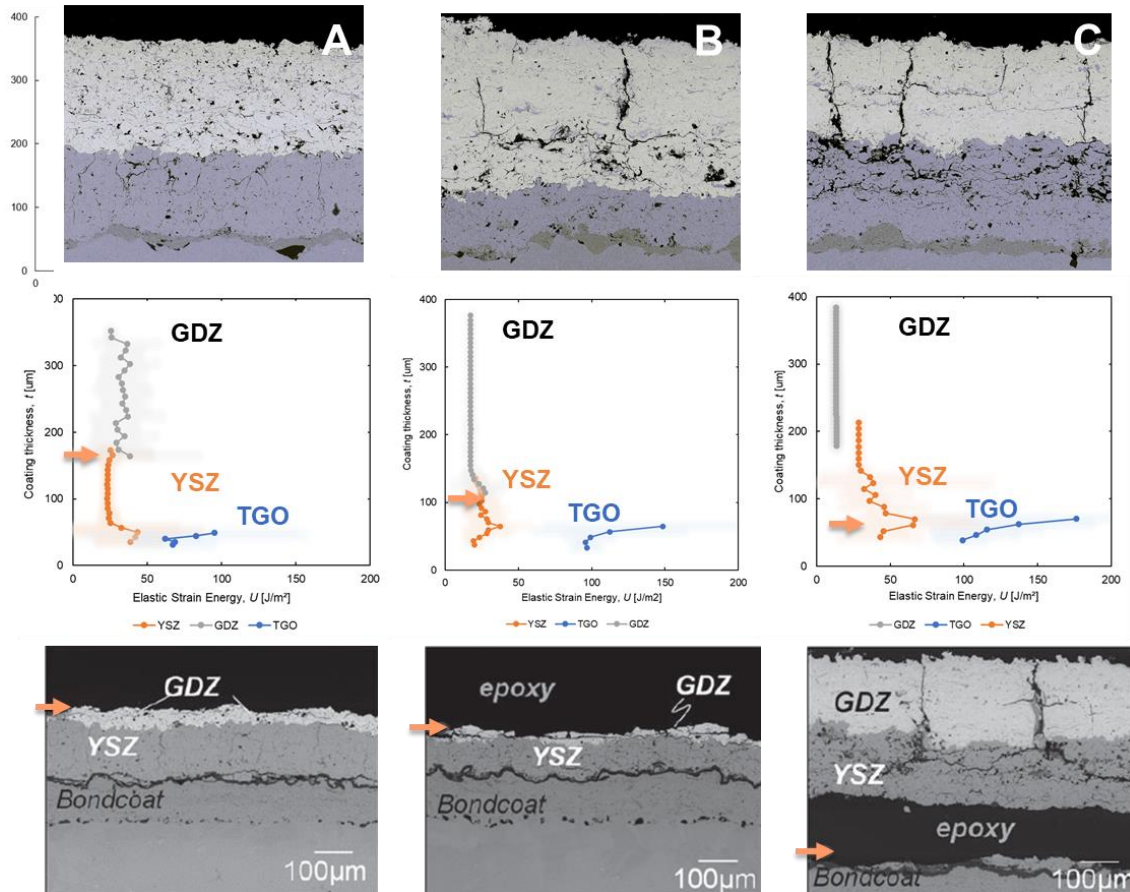 400
300
200
100
0
0
A
B
C
300
200
100
0
0
50
100
150
200
Coating thickness, t [um]
Elastic Strain Energy, U [J/m²]
GDZ
YSZ
TGO
YSZ GDZ TGO
400
300
200
100
0
0
50
100
150
200
Coating thickness, t [um]
Elastic Strain Energy, U [J/m2]
GDZ
YSZ
TGO
YSZ TGO GDZ
400
300
200
100
0
0
50
100
150
200
Coating thickness, t [um]
Elastic Strain Energy, U [J/m²]
GDZ
YSZ
TGO
GDZ TGO YSZ
GDZ
YSZ
Bondcoat
100µm
epoxy
GDZ
YSZ
Bondcoat
100µm
GDZ
YSZ
epoxy
100µm
Bondcoat